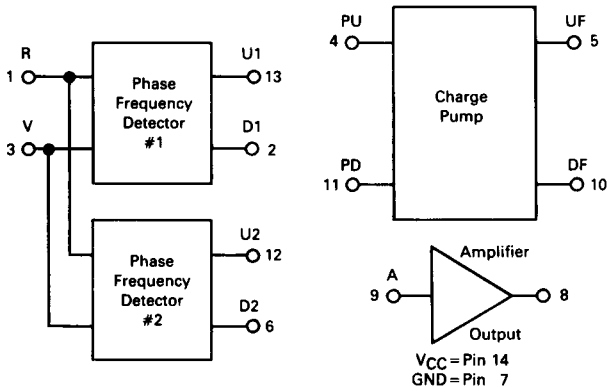 R
1
V
3
Phase
Frequency
Detector
#1
U1
13
D1
2
Phase
Frequency
Detector
#2
U2
12
D2
6
PU
4
PD
11
Charge
Pump
UF
5
DF
10
A
9
Amplifier
Output
8
VCC = Pin 14
GND = Pin 7